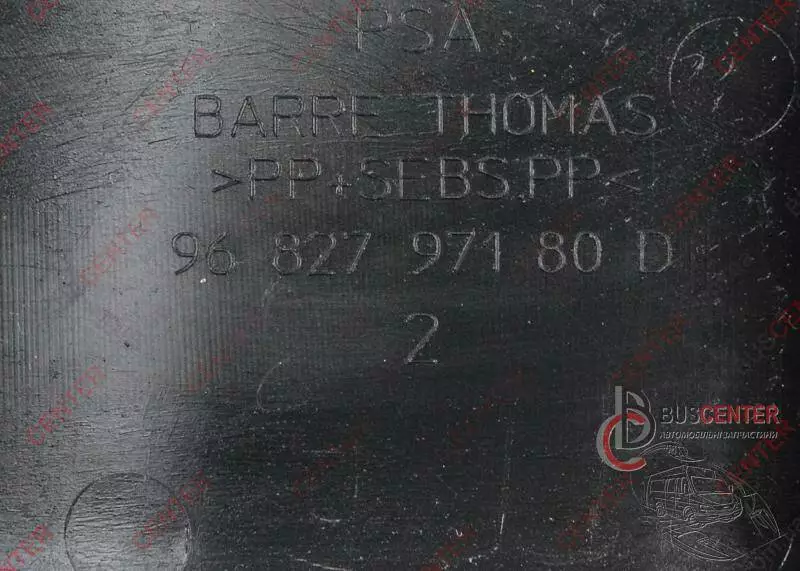 PSA
BARRE THOMAS
>PP+SEBS.PP<
96 827 971 80 D
2
BUSCENTER
АВТОМОБІЛЬНІ ЗАПЧАСТИНИ